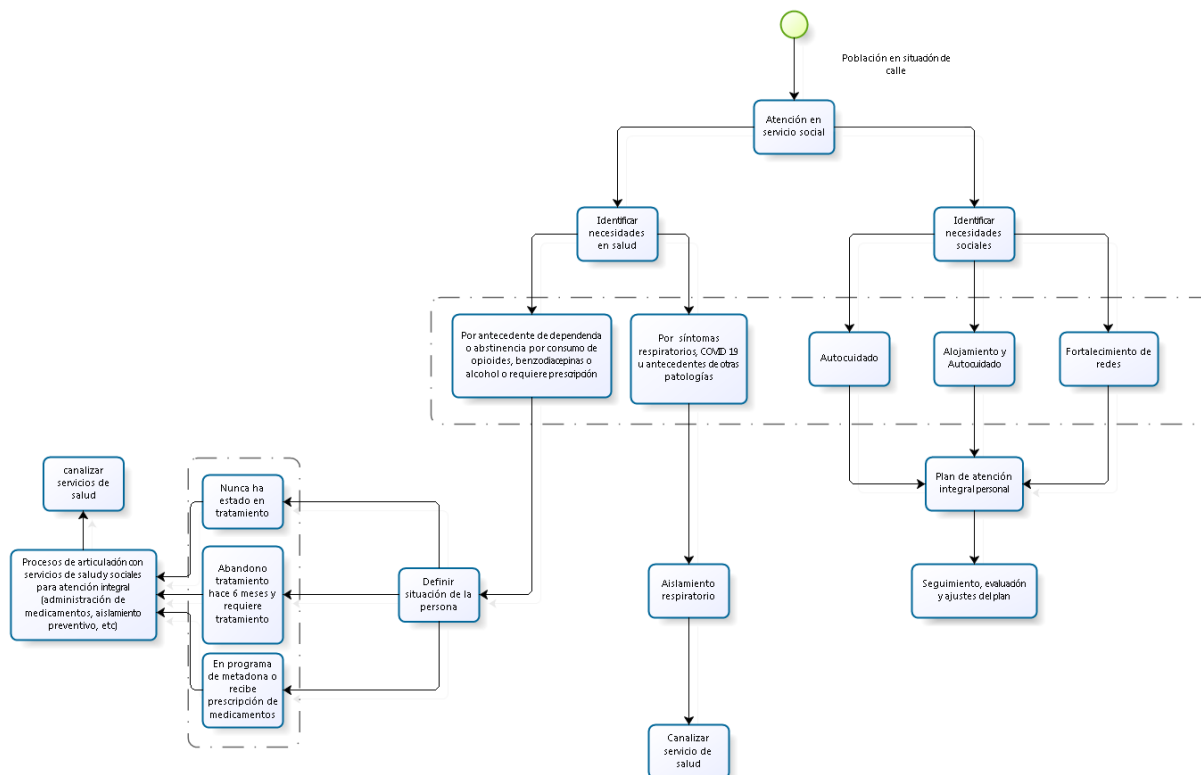 Población en situación de
calle
Atención en
servicio social
Identificar
necesidades
en salud
Identificar
necesidades
sociales
Por antecedente de dependencia
o abstinencia por consumo de
opioides, benzodiacepinas o
alcohol o requiere prescripción
Por síntomas
respiratorios, COVID 19
u antecedentes de otras
patologías
Autocuidado
Alojamiento y
Autocuidado
Fortalecimiento de
redes
canalizar
servicios de
salud
Nunca ha
estado en
tratamiento
Plan de atención
integral personal
Procesos de articulación con
servicios de salud y sociales
para atención integral
(administración de
medicamentos, aislamiento
preventivo, etc)
Abandono
tratamiento
hace 6 meses y
requiere
tratamiento
Definir
situación de la
persona
Aislamiento
respiratorio
Seguimiento, evaluación
y ajustes del plan
En programa
de metadona o
recibe
prescripción de
medicamentos
Canalizar
servicio de
salud